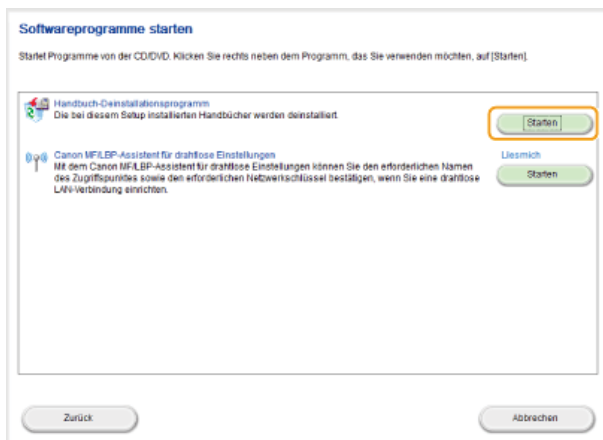 Softwareprogramme starten
Startet Programme von der CD/DVD. Klicken Sie rechts neben dem Programm, das Sie verwenden möchten, auf [Starten].
Handbuch-Deinstallationsprogramm
Die bei diesem Setup installierten Handbücher werden deinstalliert.
Starten
Canon MF/LBP-Assistent für drahtlose Einstellungen
Liesmich
Mit dem Canon MF/LBP-Assistent für drahtlose Einstellungen können Sie den erforderlichen Namen
des Zugriffspunktes sowie den erforderlichen Netzwerkschlüssel bestätigen, wenn Sie eine drahtlose
LAN-Verbindung einrichten.
Starten
Zurück
Abbrechen